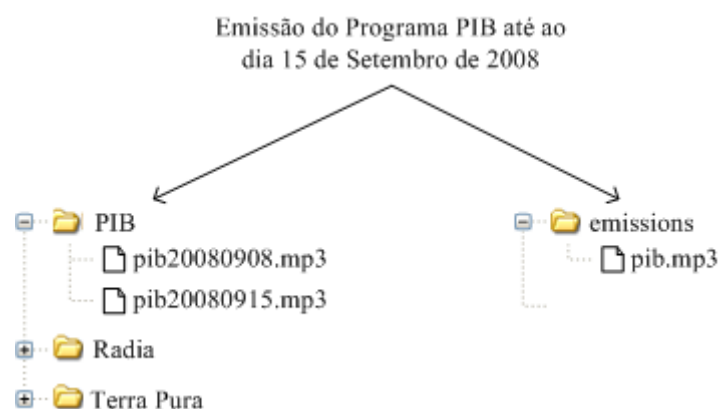 Emissão do Programa PIB até ao
dia 15 de Setembro de 2008
PIB
pib20080908.mp3
pib20080915.mp3
Radia
Terra Pura
emissions
pib.mp3